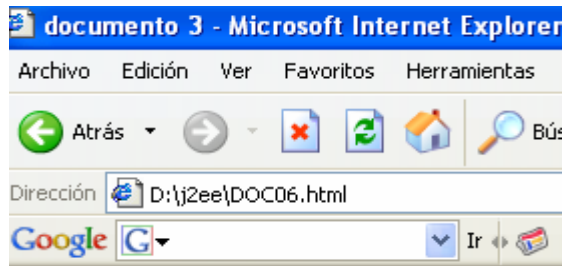 documento 3 - Microsoft Internet Explorer
Archivo Edición Ver Favoritos Herramientas
Atrás
Dirección D:\j2ee\DOC06.html
Google G Ir